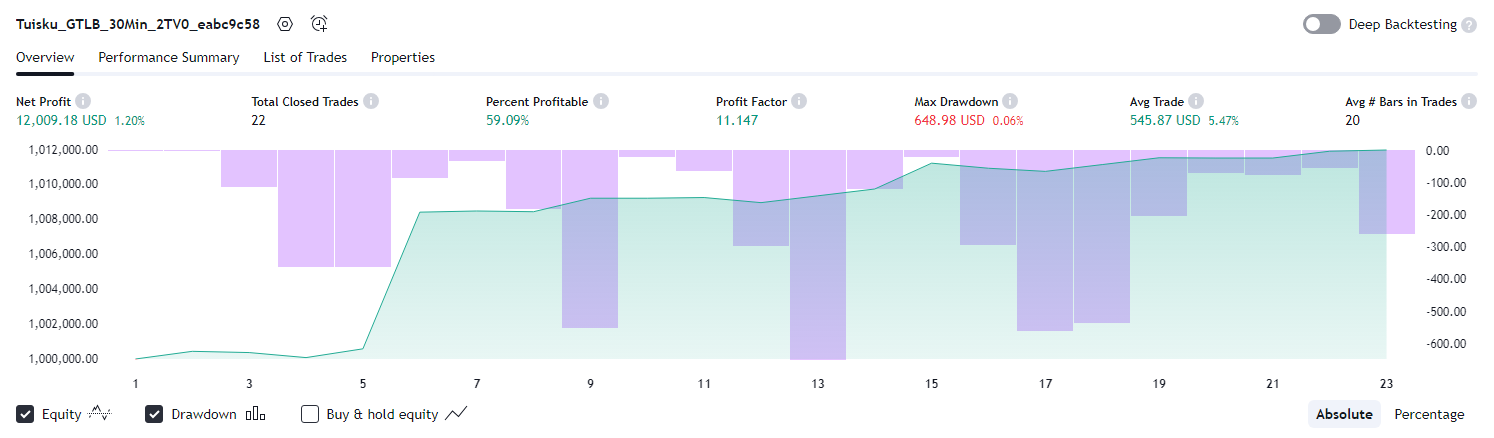 Tuisku_GTLB_30Min_2TV0_eabc9c58 Deep Backtesting ?
Overview Performance Summary List of Trades Properties
Net Profit Total Closed Trades Percent Profitable Profit Factor Max Drawdown Avg Trade Avg # Bars in Trades
12,009.18 USD 1.20% 22 59.09% 11.147 648.98 USD 0.06% 545.87 USD 5.47% 20
1,012,000.00 0.00
1,010,000.00 -100.00
1,008,000.00 -200.00
1,006,000.00 -300.00
1,004,000.00 -400.00
1,002,000.00 -500.00
1,000,000.00 -600.00
1 3 5 7 9 11 13 15 17 19 21 23
Equity Drawdown Buy & hold equity Absolute Percentage